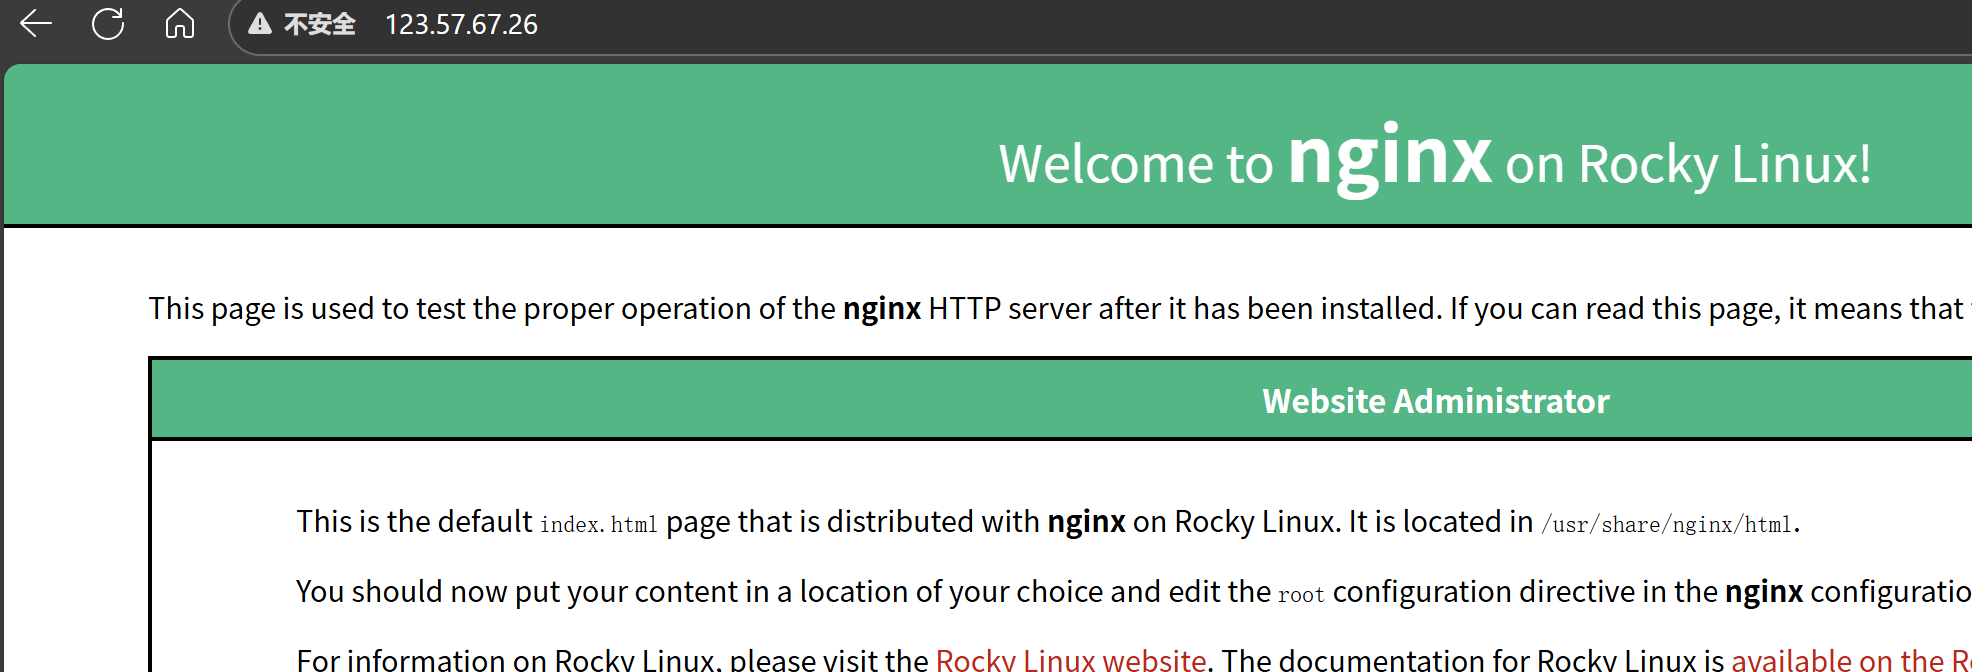 不安全 123.57.67.26
Welcome to nginx on Rocky Linux!
This page is used to test the proper operation of the nginx HTTP server after it has been installed. If you can read this page, it means that
Website Administrator
This is the default index.html page that is distributed with nginx on Rocky Linux. It is located in /usr/share/nginx/html.
You should now put your content in a location of your choice and edit the root configuration directive in the nginx configuratio
For information on Rocky Linux, please visit the Rocky Linux website. The documentation for Rocky Linux is available on the R